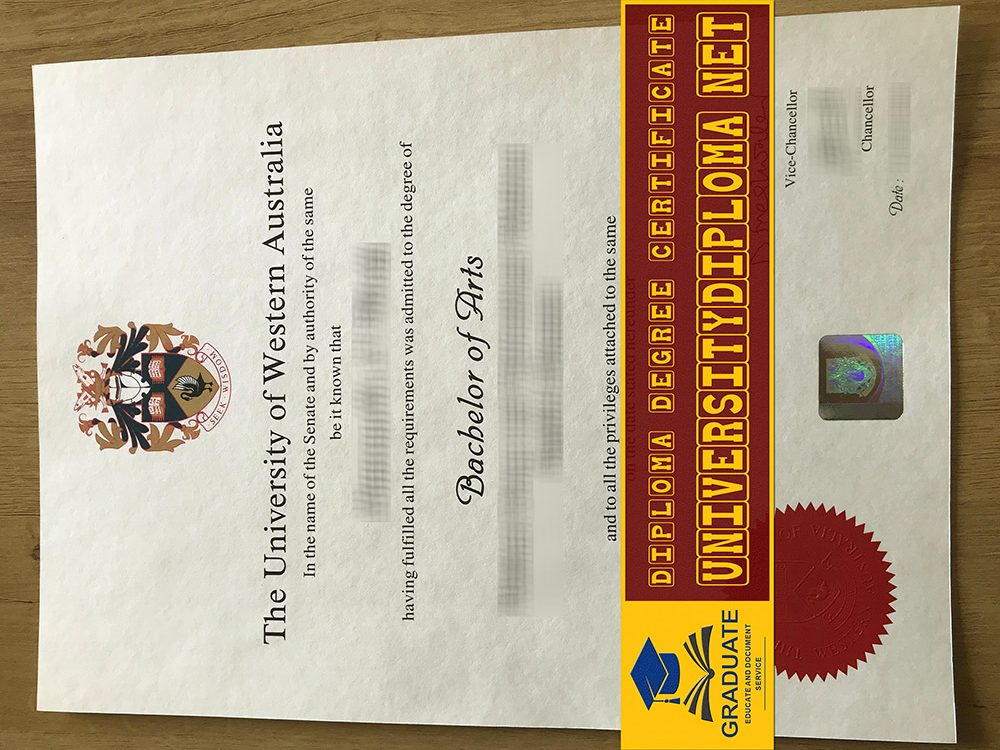 SEEK WISDOM
The University of Western Australia
In the name of the Senate and by authority of the same
be it known that
having fulfilled all the requirements was admitted to the degree of
Bachelor of Arts
and to all the privileges attached to the same
on the date stated hereunder
DIPLOMA DEGREE CERTIFICATE
UNIVERSITYDIPLOMA NET
GRADUATE
EDUCATE AND DOCUMENT
SERVICE
Vice-Chancellor
Chancellor
Date: